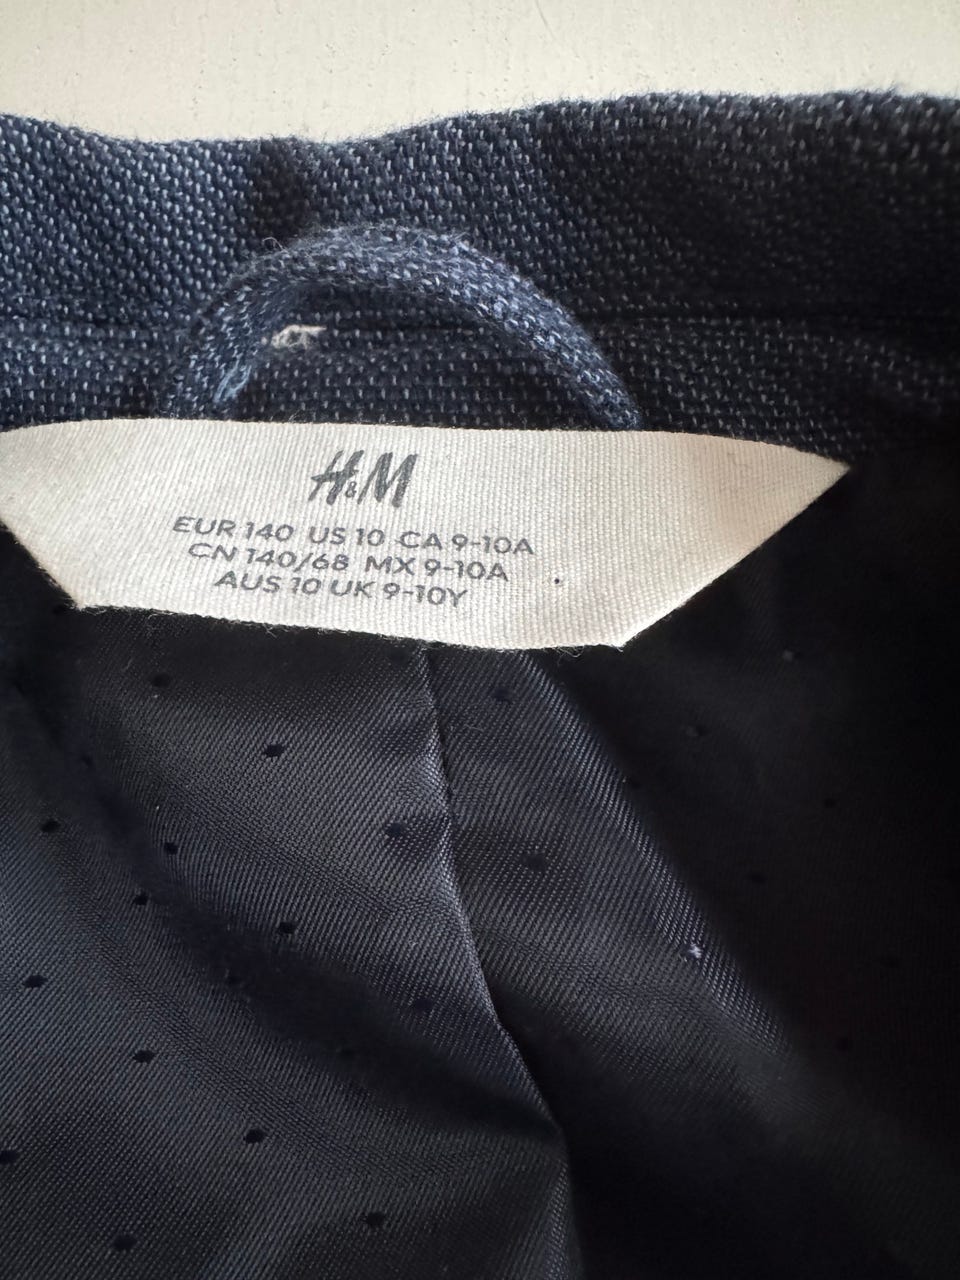 H&M
EUR 140 US 10 CA 9-10A
CN 140/68 MX 9-10A
AUS 10 UK 9-10Y